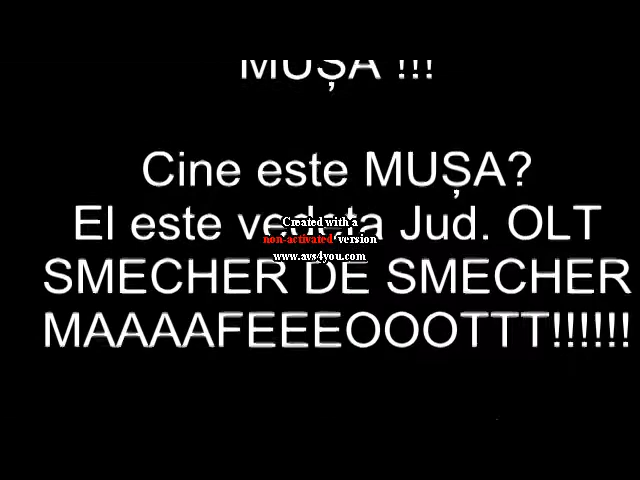 MUȘA !!!
Cine este MUȘA?
El este vedeta Jud. OLT
SMECHER DE SMECHER
MAAAAFEEEOOOTTT!!!!!!
Created with a
non-activated version
www.avs4you.com